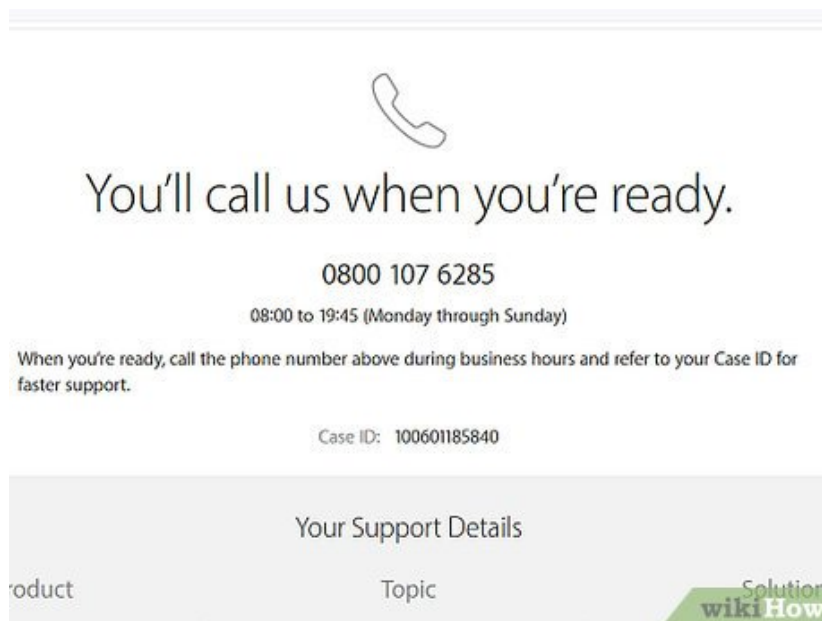 You'll call us when you're ready.
0800 107 6285
08:00 to 19:45 (Monday through Sunday)
When you're ready, call the phone number above during business hours and refer to your Case ID for
faster support.
Case ID: 100601185840
Your Support Details
roduct Topic Solution
wikiHow